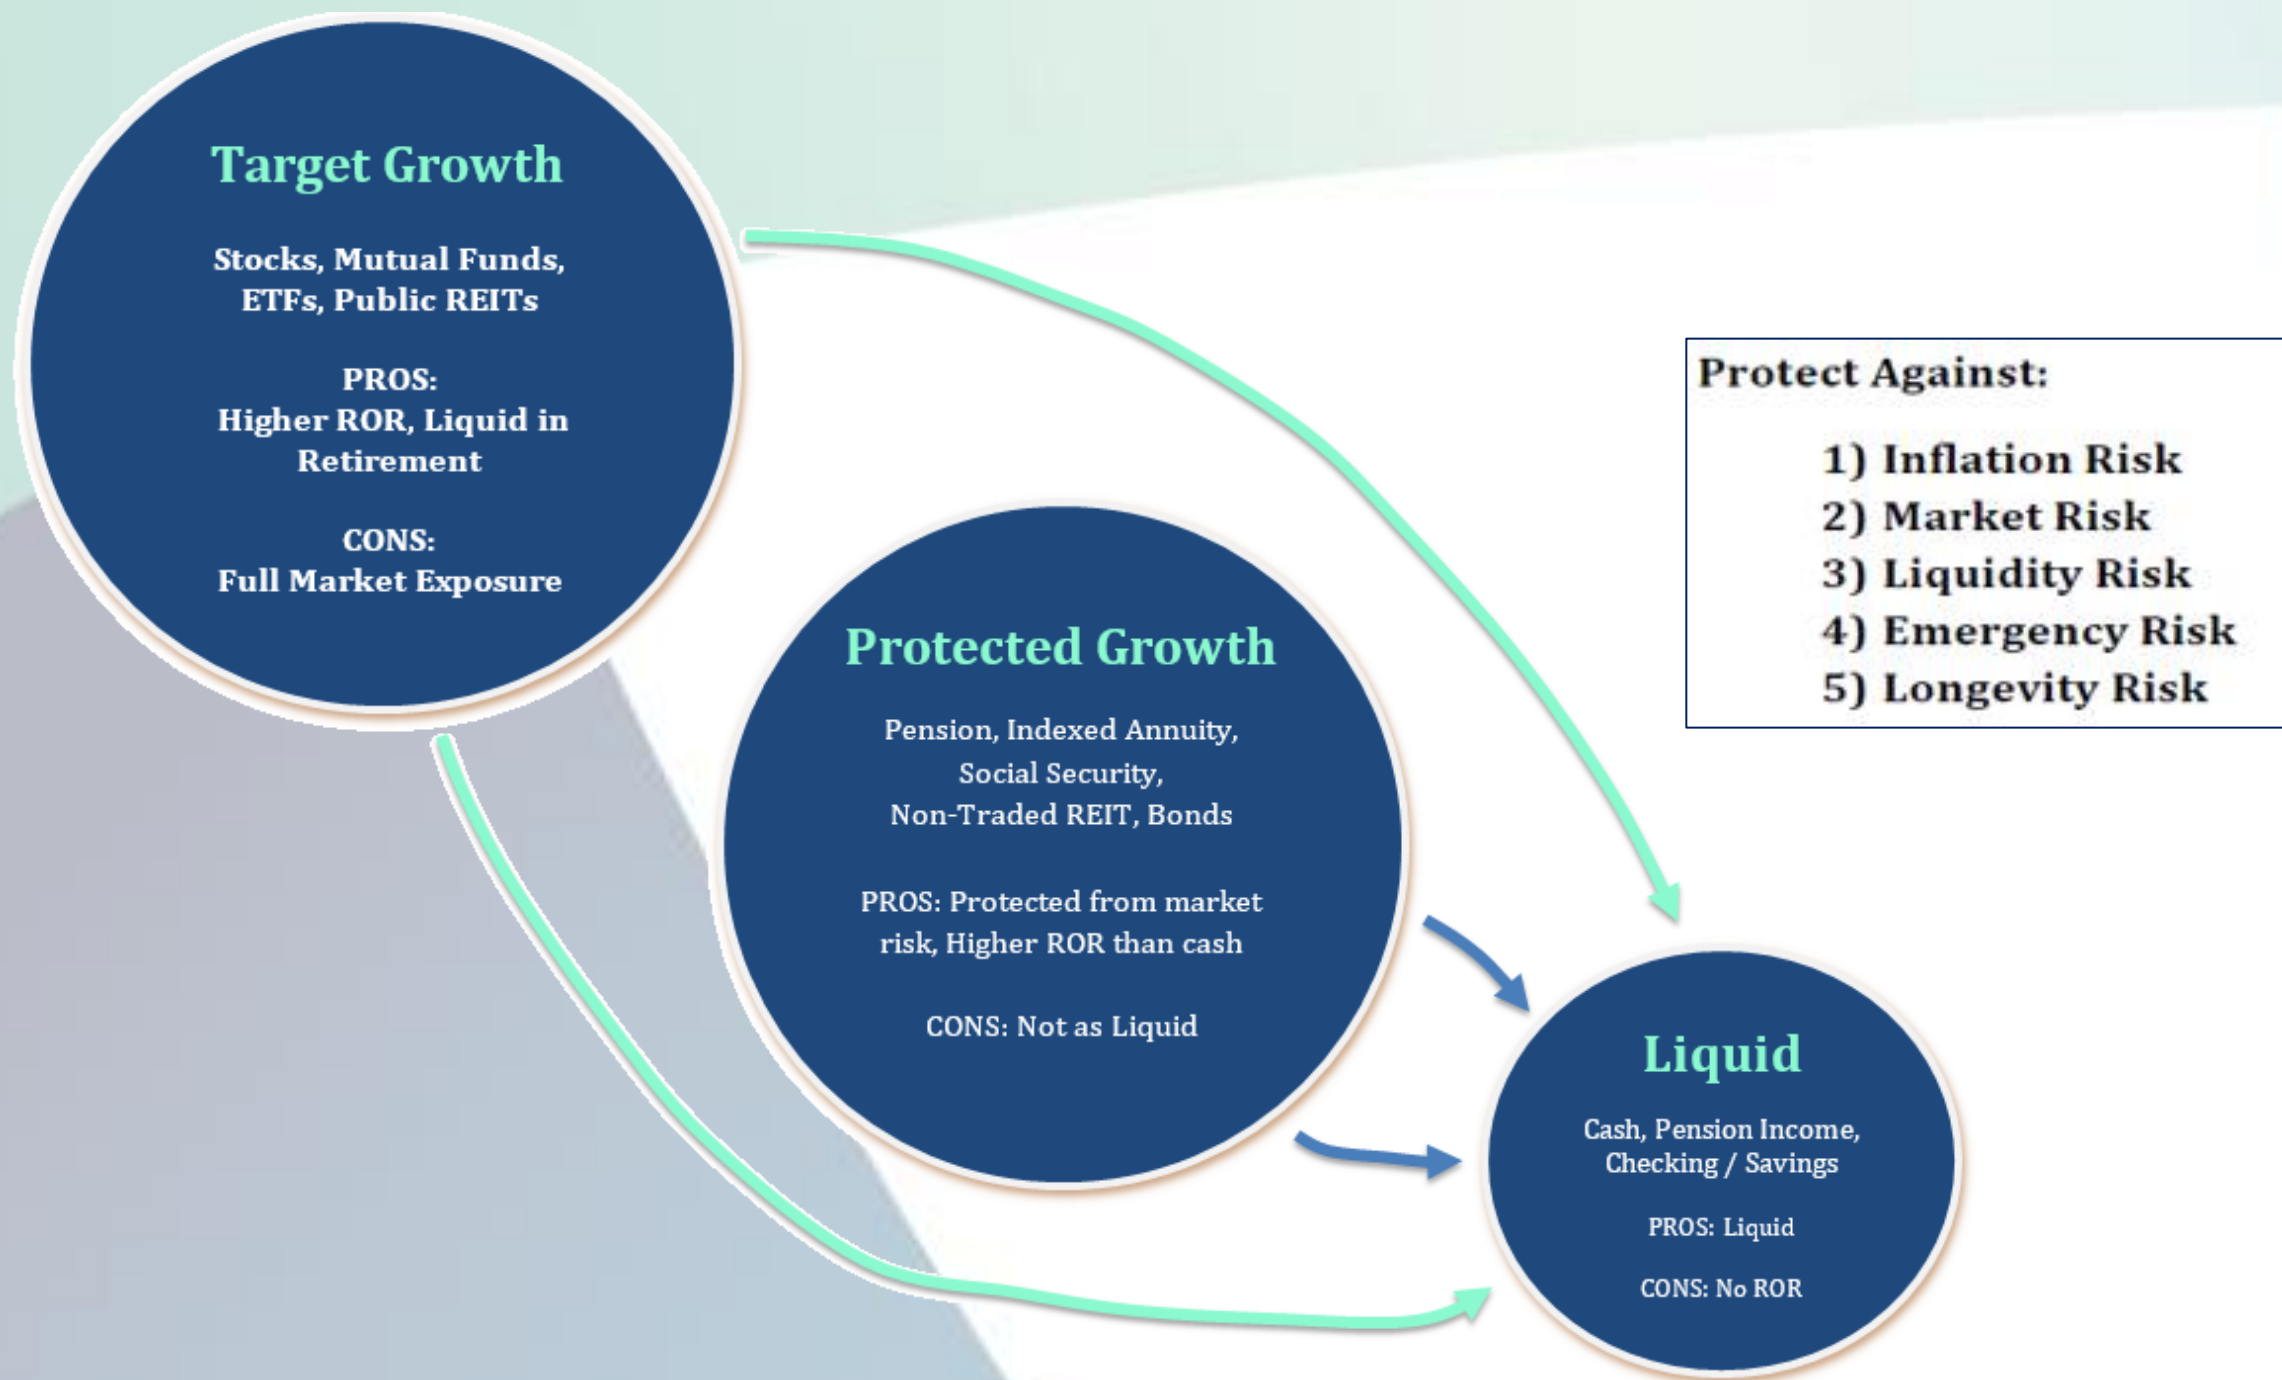 Target Growth
Stocks, Mutual Funds,
ETFs, Public REITs
PROS:
Higher ROR, Liquid in
Retirement
CONS:
Full Market Exposure
Protected Growth
Pension, Indexed Annuity,
Social Security,
Non-Traded REIT, Bonds
PROS: Protected from market
risk, Higher ROR than cash
CONS: Not as Liquid
Protect Against:
1) Inflation Risk
2) Market Risk
3) Liquidity Risk
4) Emergency Risk
5) Longevity Risk
Liquid
Cash, Pension Income,
Checking / Savings
PROS: Liquid
CONS: No ROR